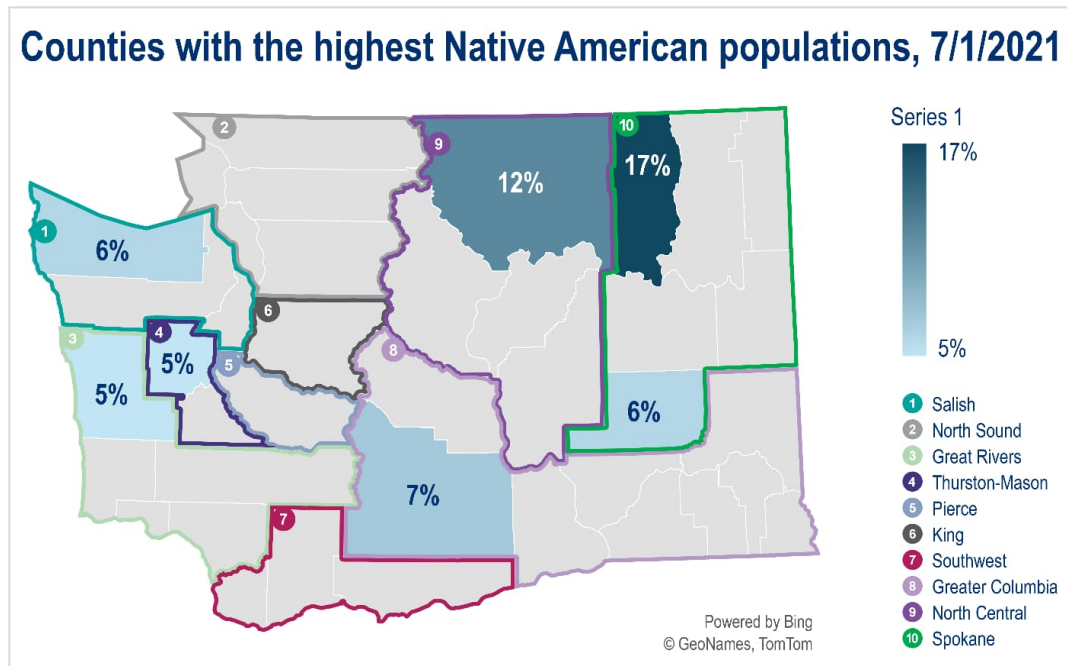 Counties with the highest Native American populations, 7/1/2021
2
9
10
12%
17%
1
6%
6
4
3
5%
5
8
5%
6%
7%
7
Series 1
17%
5%
1 Salish
2 North Sound
3 Great Rivers
4 Thurston-Mason
5 Pierce
6 King
7 Southwest
8 Greater Columbia
9 North Central
10 Spokane
Powered by Bing
© GeoNames, TomTom